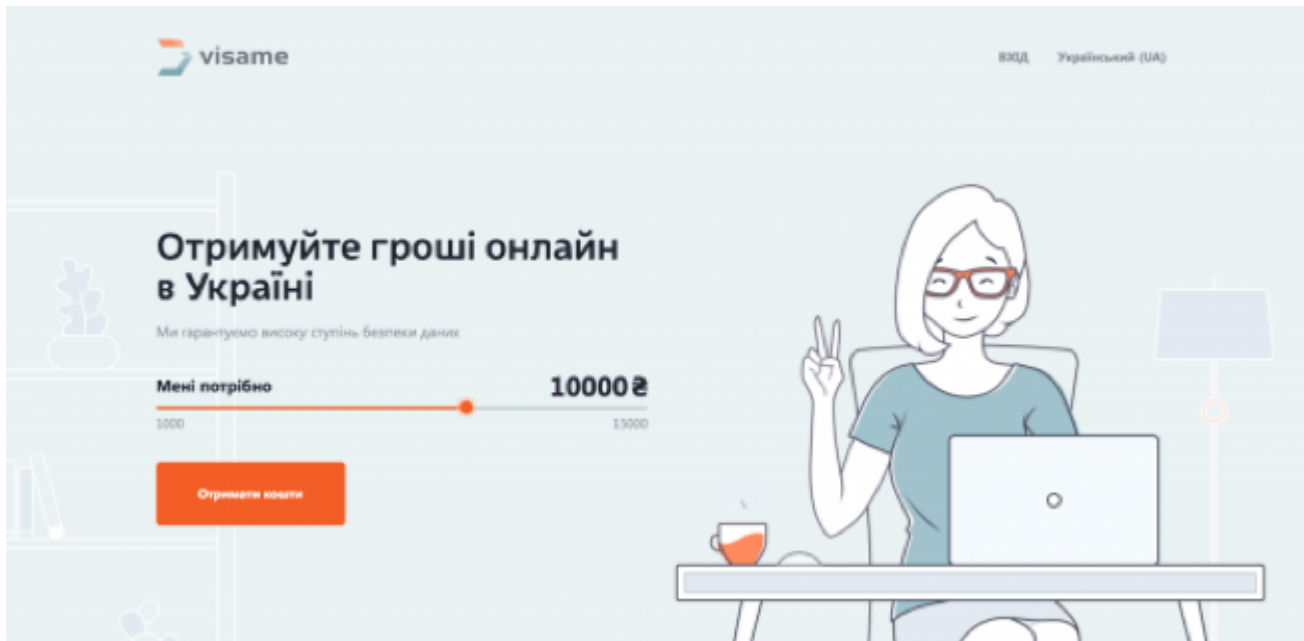 visame
ВХІД
Український (UA)
Отримуйте гроші онлайн
в Україні
Ми гарантуємо високу ступінь безпеки даних
Мені потрібно
10000₴
1000
15000
Отримати кошти